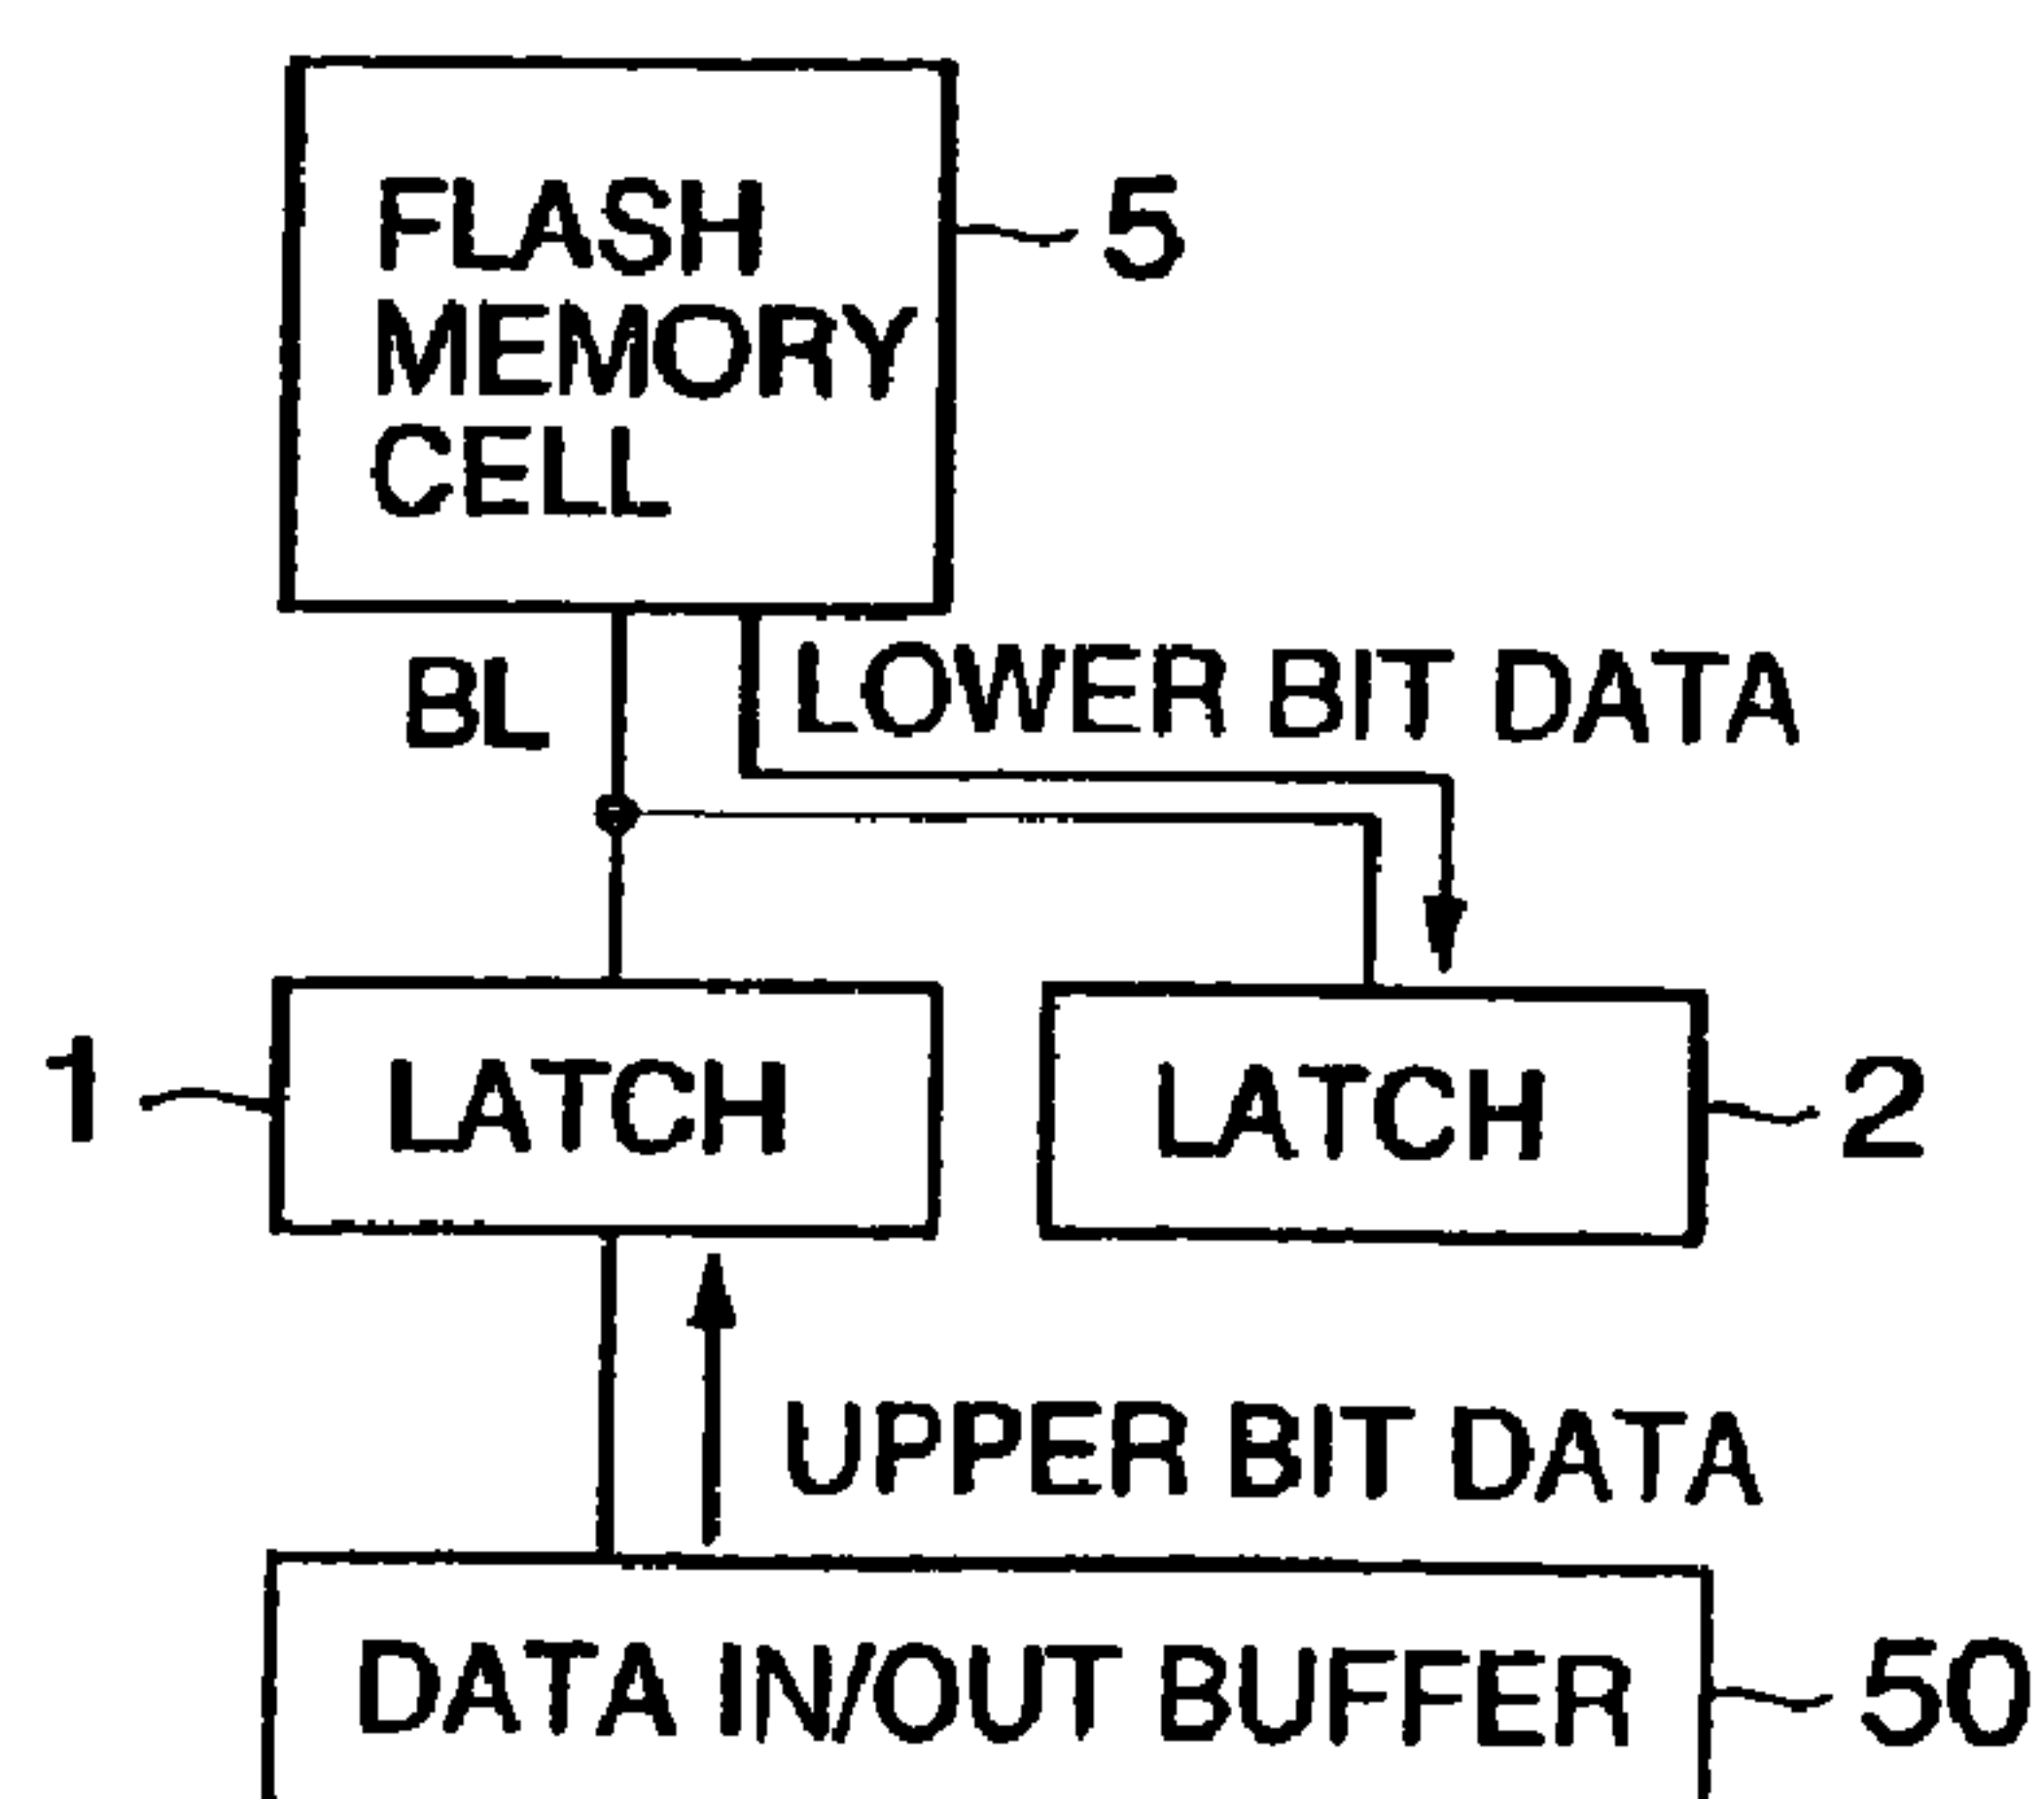 FLASH
MEMORY
CELL
5
BL
LOWER BIT DATA
1
LATCH
LATCH
2
UPPER BIT DATA
DATA IN/OUT BUFFER
50